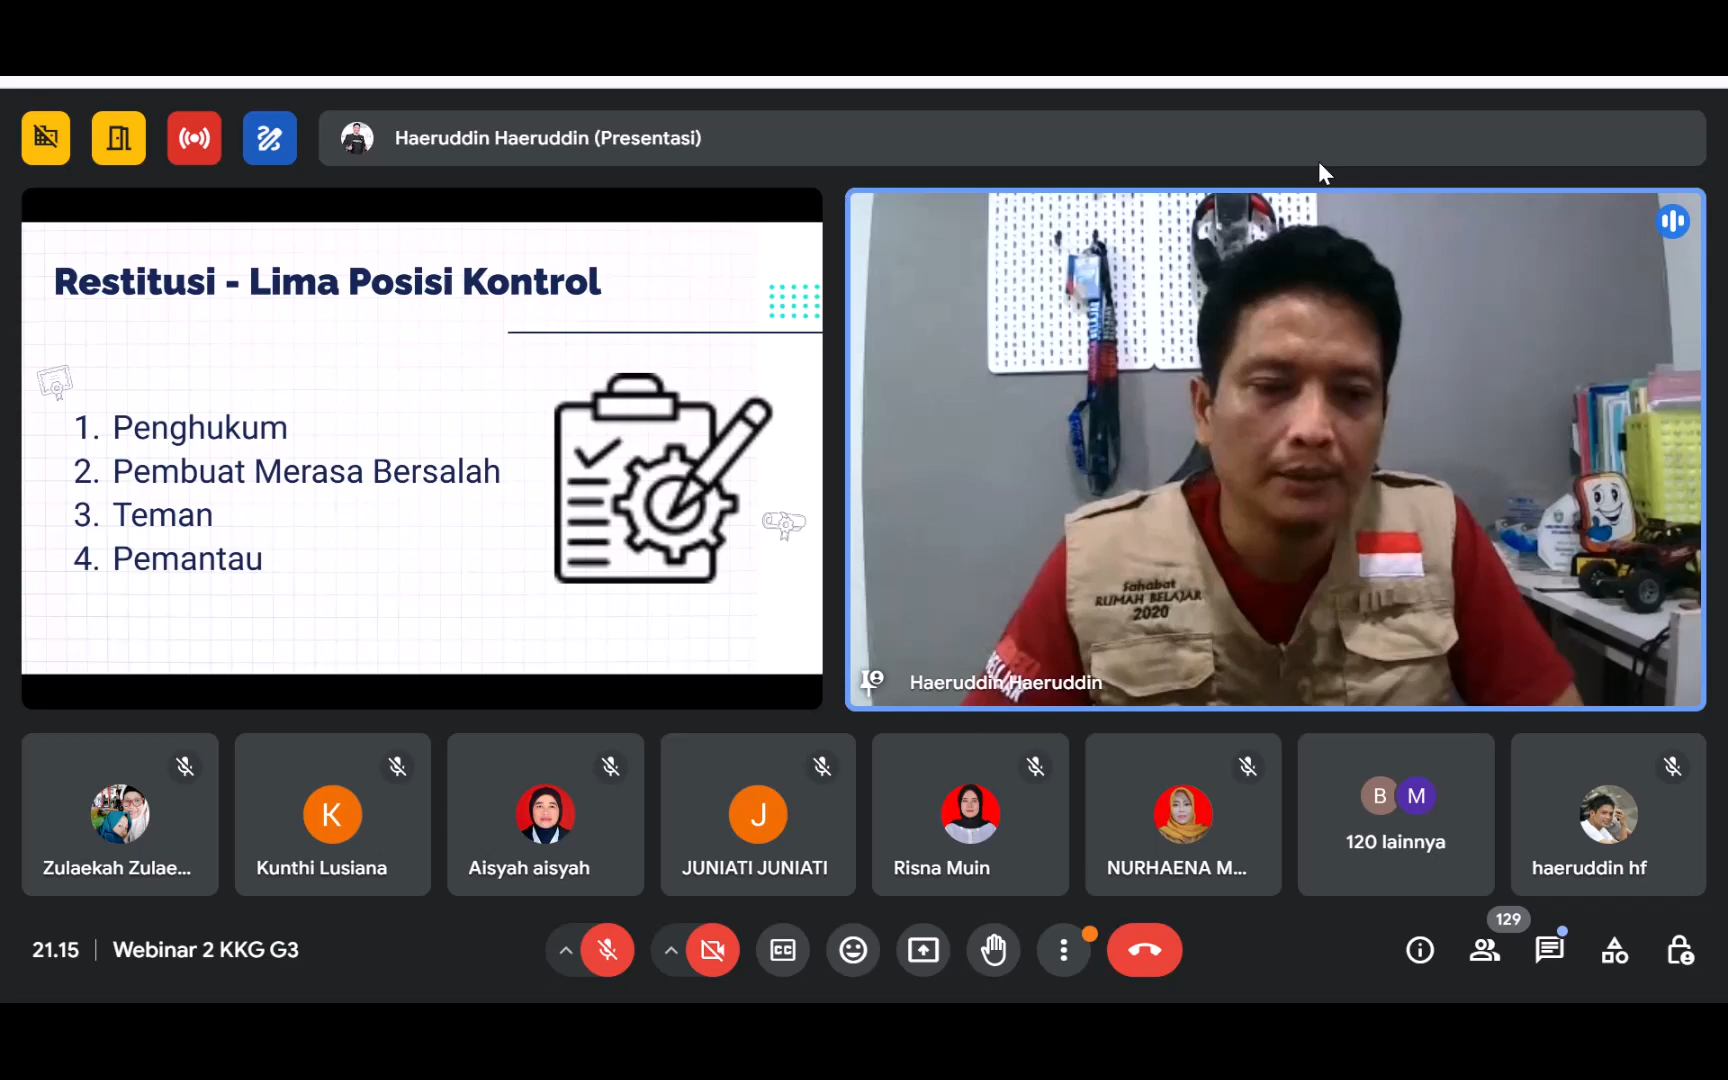 Haeruddin Haeruddin (Presentasi)
Restitusi - Lima Posisi Kontrol
1. Penghukum
2. Pembuat Merasa Bersalah
3. Teman
4. Pemantau
Sahabat
RUMAH BELAJAR
2020
Haeruddin Haeruddin
Zulaekah Zulae...
K
Kunthi Lusiana
Aisyah aisyah
J
JUNIATI JUNIATI
Risna Muin
NURHAENA M...
B M
120 lainnya
haeruddin hf
21.15 | Webinar 2 KKG G3
CC
129